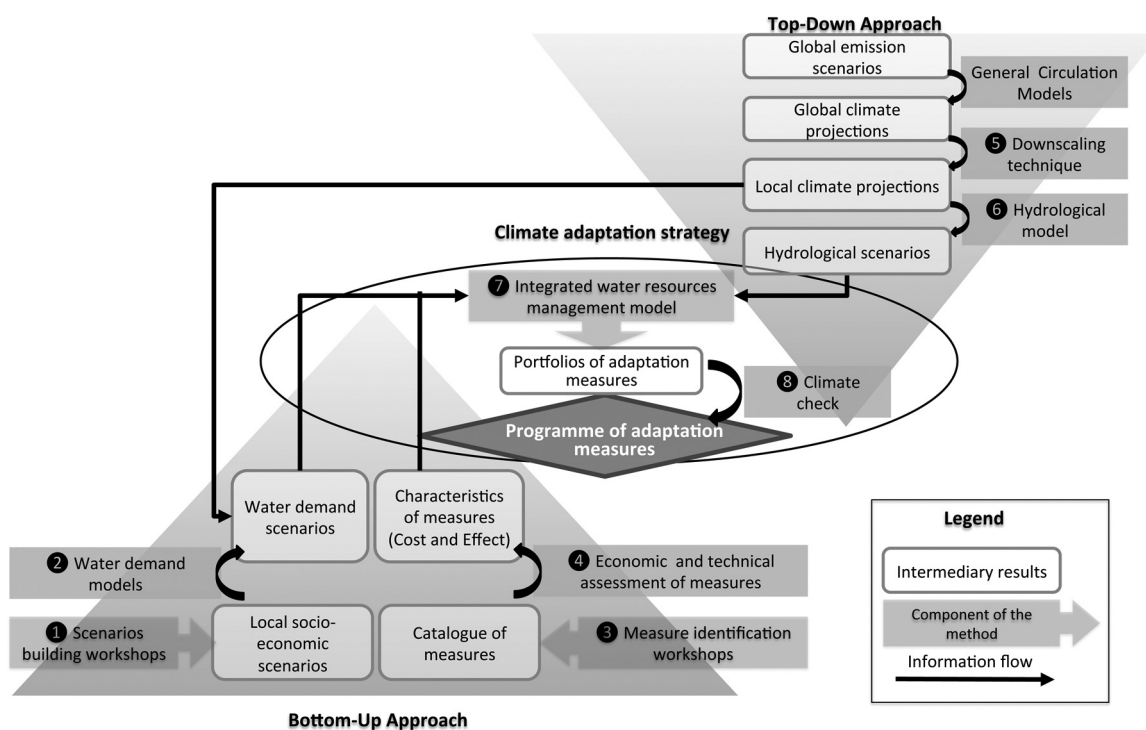 Top-Down Approach
Global emission
scenarios
General Circulation
Models
Global climate
projections
5 Downscaling
technique
Local climate projections
6 Hydrological
model
Hydrological scenarios
Climate adaptation strategy
7 Integrated water resources
management model
Portfolios of adaptation
measures
8 Climate
check
Programme of adaptation
measures
Water demand
scenarios
Characteristics
of measures
(Cost and Effect)
2 Water demand
models
4 Economic and technical
assessment of measures
1 Scenarios
building workshops
Local socio-
economic
scenarios
Catalogue of
measures
3 Measure identification
workshops
Bottom-Up Approach
Legend
Intermediary results
Component of the
method
Information flow